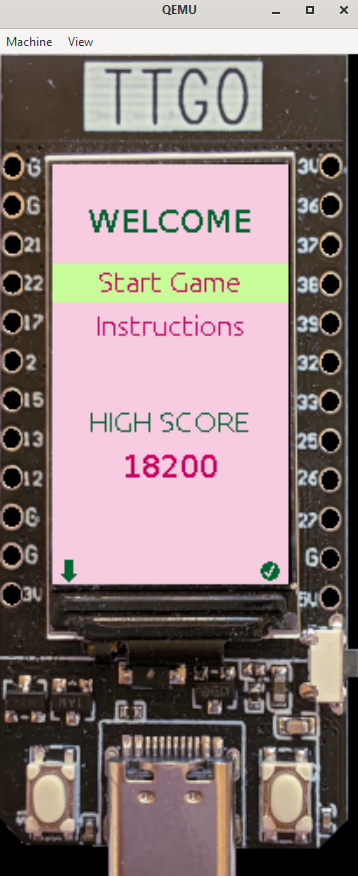 QEMU
Machine View
TTGO
G 3V
G 36
21 37
22 38
17 39
2 32
15 33
13 25
12 26
G 27
G G
3V 5V
WELCOME
Start Game
Instructions
HIGH SCORE
18200